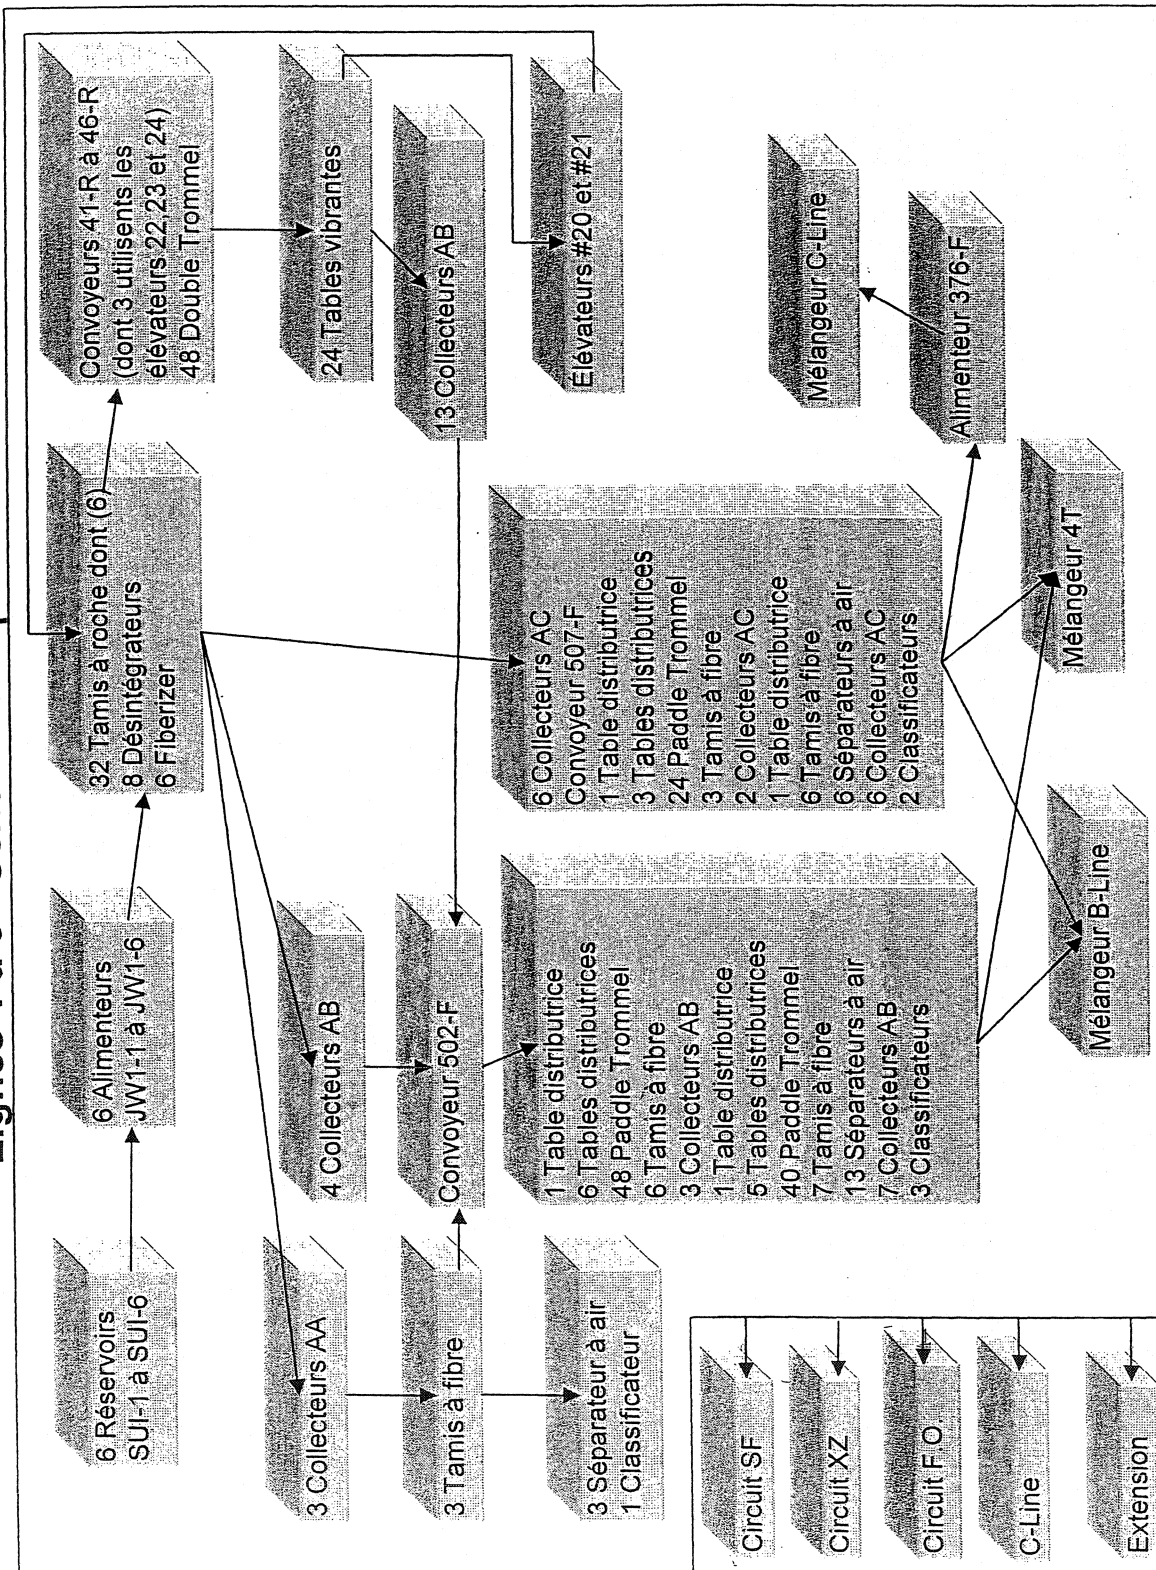 6 Réservoirs
SUI-1 à SUI-6
6 Alimenteurs
JW1-1 à JW1-6
32 Tamis à roche dont (6)
8 Désintégrateurs
6 Fiberizer
Convoyeurs 41-R à 46-R
(dont 3 utilisents les
élévateurs 22,23 et 24)
48 Double Trommel
3 Collecteurs AA
4 Collecteurs AB
24 Tables vibrantes
3 Tamis à fibre
Convoyeur 502-F
13 Collecteurs AB
3 Séparateur à air
1 Classificateur
1 Table distributrice
6 Tables distributrices
48 Paddle Trommel
6 Tamis à fibre
3 Collecteurs AB
1 Table distributrice
5 Tables distributrices
40 Paddle Trommel
7 Tamis à fibre
13 Séparateurs à air
7 Collecteurs AB
3 Classificateurs
6 Collecteurs AC
Convoyeur 507-F
1 Table distributrice
3 Tables distributrices
24 Paddle Trommel
3 Tamis à fibre
2 Collecteurs AC
1 Table distributrice
6 Tamis à fibre
6 Séparateurs à air
6 Collecteurs AC
2 Classificateurs
Élévateurs #20 et #21
Mélangeur C-Line
Alimenteur 376-F
Mélangeur 4T
Mélangeur B-Line
Circuit SF
Circuit XZ
Circuit F.O.
C-Line
Extension